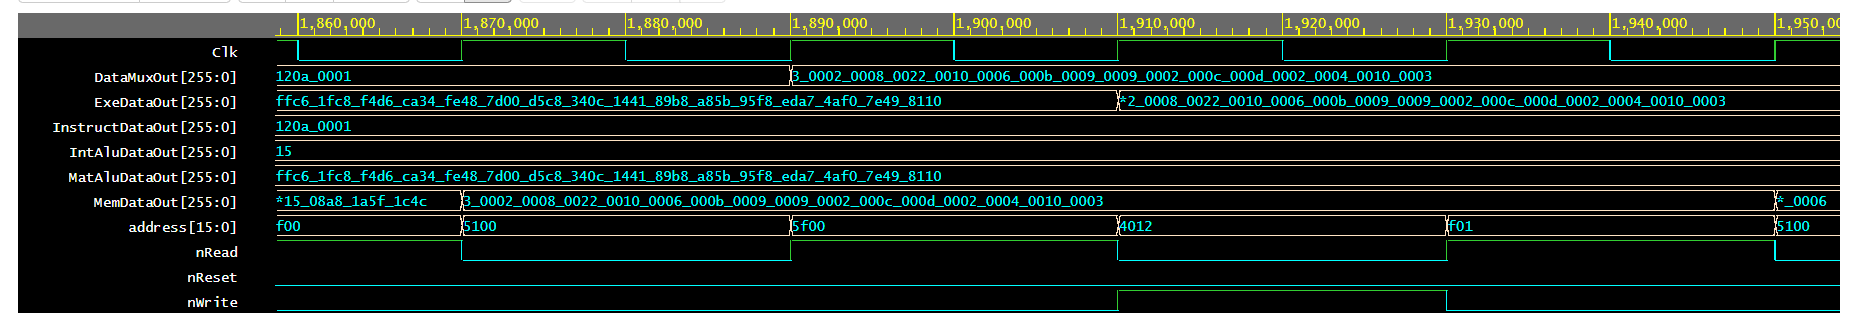 1,860,000 1,870,000 1,880,000 1,890,000 1,900,000 1,910,000 1,920,000 1,930,000 1,940,000 1,950,00
Clk
DataMuxOut[255:0] 120a_0001 3_0002_0008_0022_0010_0006_000b_0009_0009_0002_000c_000d_0002_0004_0010_0003
ExeDataOut[255:0] ffc6_1fc8_f4d6_ca34_fe48_7d00_d5c8_340c_1441_89b8_a85b_95f8_eda7_4af0_7e49_8110 *2_0008_0022_0010_0006_000b_0009_0009_0002_000c_000d_0002_0004_0010_0003
InstructDataOut[255:0] 120a_0001
IntAluDataOut[255:0] 15
MatAluDataOut[255:0] ffc6_1fc8_f4d6_ca34_fe48_7d00_d5c8_340c_1441_89b8_a85b_95f8_eda7_4af0_7e49_8110
MemDataOut[255:0] *15_08a8_1a5f_1c4c 3_0002_0008_0022_0010_0006_000b_0009_0009_0002_000c_000d_0002_0004_0010_0003 *_0006
address[15:0] f00 5100 5f00 4012 f01 5100
nRead
nReset
nWrite